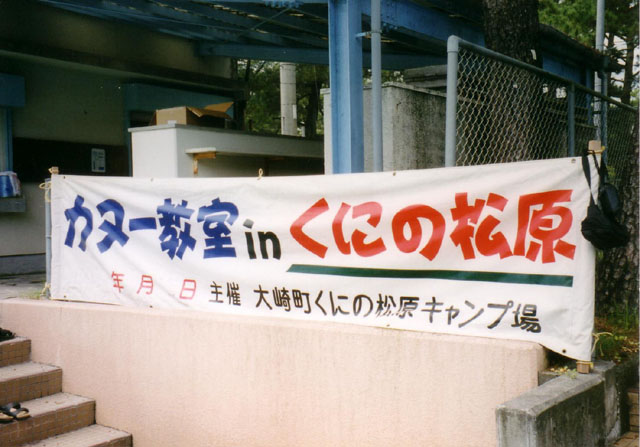 カヌー教室 in くにの松原
年 月 日 主催 大崎町くにの松原キャンプ場